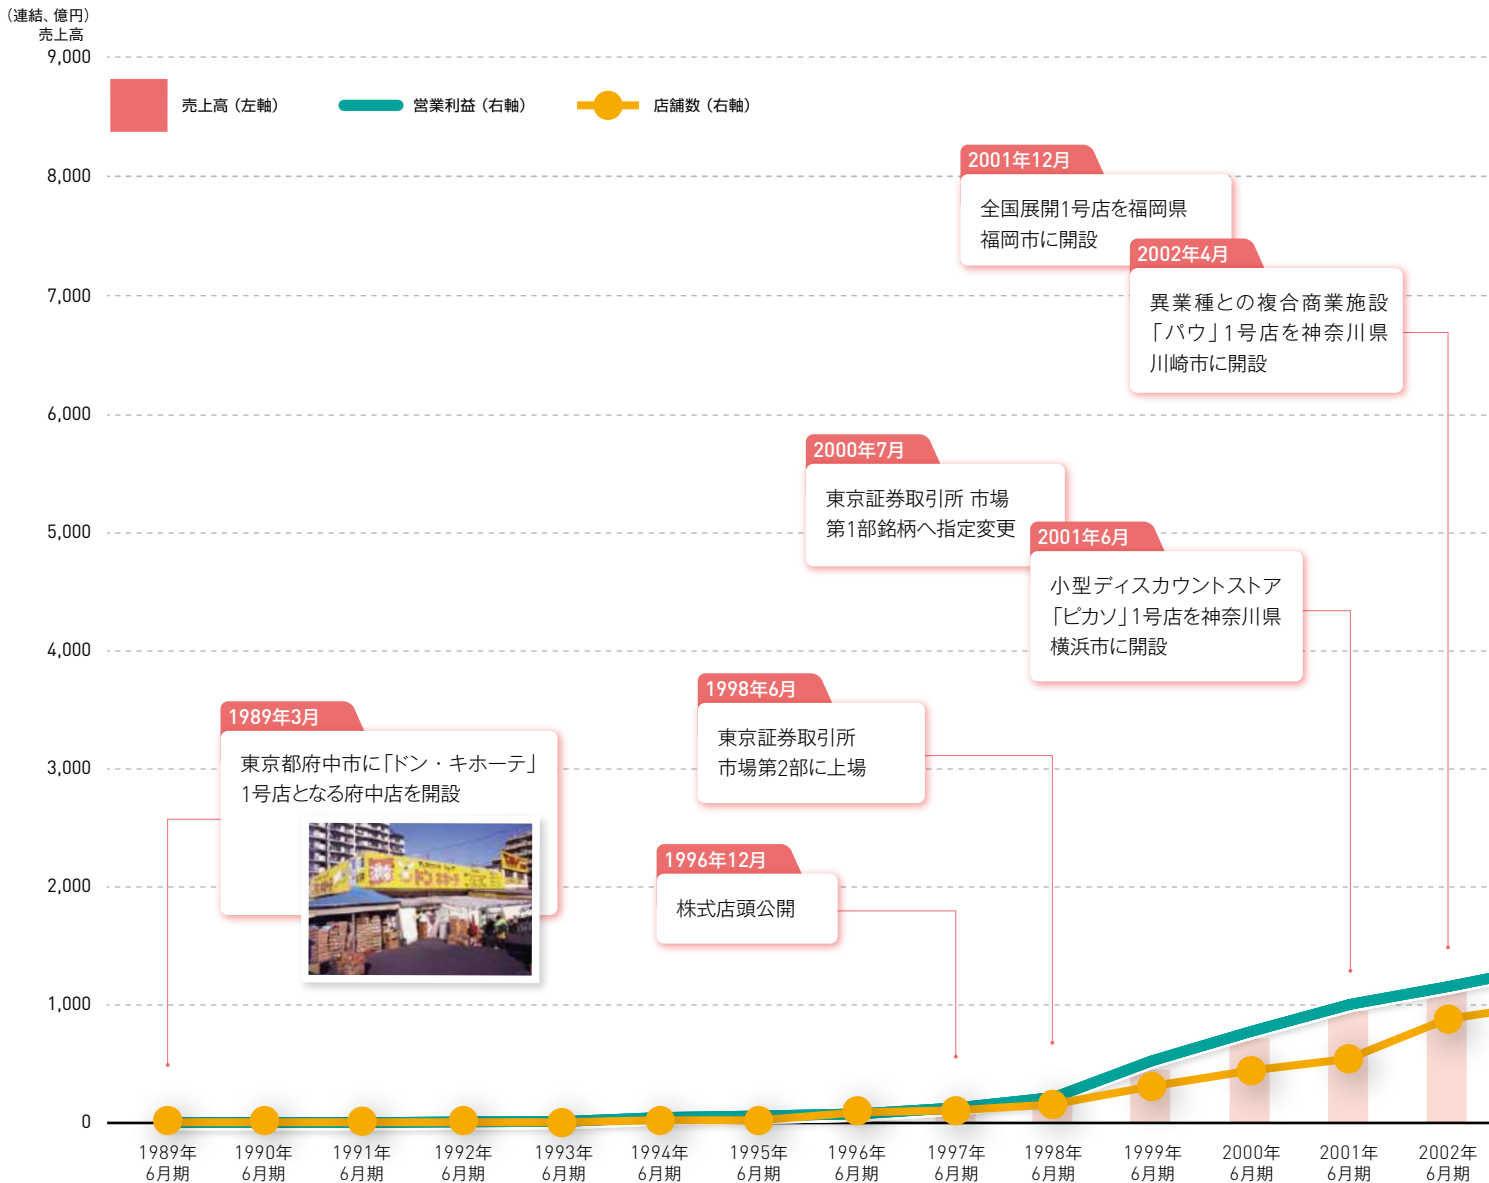 （連結、億円）
売上高
9,000
8,000
7,000
6,000
5,000
4,000
3,000
2,000
1,000
0
売上高（左軸）
営業利益（右軸）
店舗数（右軸）
2001年12月
全国展開1号店を福岡県
福岡市に開設
2002年4月
異業種との複合商業施設
「パウ」1号店を神奈川県
川崎市に開設
2000年7月
東京証券取引所 市場
第1部銘柄へ指定変更
2001年6月
小型ディスカウントストア
「ピカソ」1号店を神奈川県
横浜市に開設
1998年6月
東京証券取引所
市場第2部に上場
1989年3月
東京都府中市に「ドン・キホーテ」
1号店となる府中店を開設
1996年12月
株式店頭公開
1989年
6月期
1990年
6月期
1991年
6月期
1992年
6月期
1993年
6月期
1994年
6月期
1995年
6月期
1996年
6月期
1997年
6月期
1998年
6月期
1999年
6月期
2000年
6月期
2001年
6月期
2002年
6月期